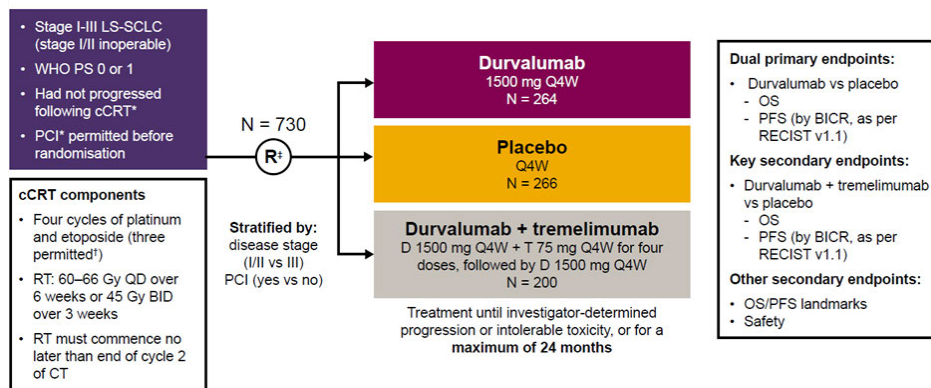 • Stage I-III LS-SCLC
(stage I/II inoperable)
• WHO PS 0 or 1
• Had not progressed
following cCRT*
• PCI* permitted before
randomisation
cCRT components
• Four cycles of platinum
and etoposide (three
permitted†)
• RT: 60–66 Gy QD over
6 weeks or 45 Gy BID
over 3 weeks
• RT must commence no
later than end of cycle 2
of CT
N = 730
R‡
Stratified by:
disease stage
(I/II vs III)
PCI (yes vs no)
Durvalumab
1500 mg Q4W
N = 264
Placebo
Q4W
N = 266
Durvalumab + tremelimumab
D 1500 mg Q4W + T 75 mg Q4W for four
doses, followed by D 1500 mg Q4W
N = 200
Treatment until investigator-determined
progression or intolerable toxicity, or for a
maximum of 24 months
Dual primary endpoints:
• Durvalumab vs placebo
- OS
- PFS (by BICR, as per
RECIST v1.1)
Key secondary endpoints:
• Durvalumab + tremelimumab
vs placebo
- OS
- PFS (by BICR, as per
RECIST v1.1)
Other secondary endpoints:
• OS/PFS landmarks
• Safety